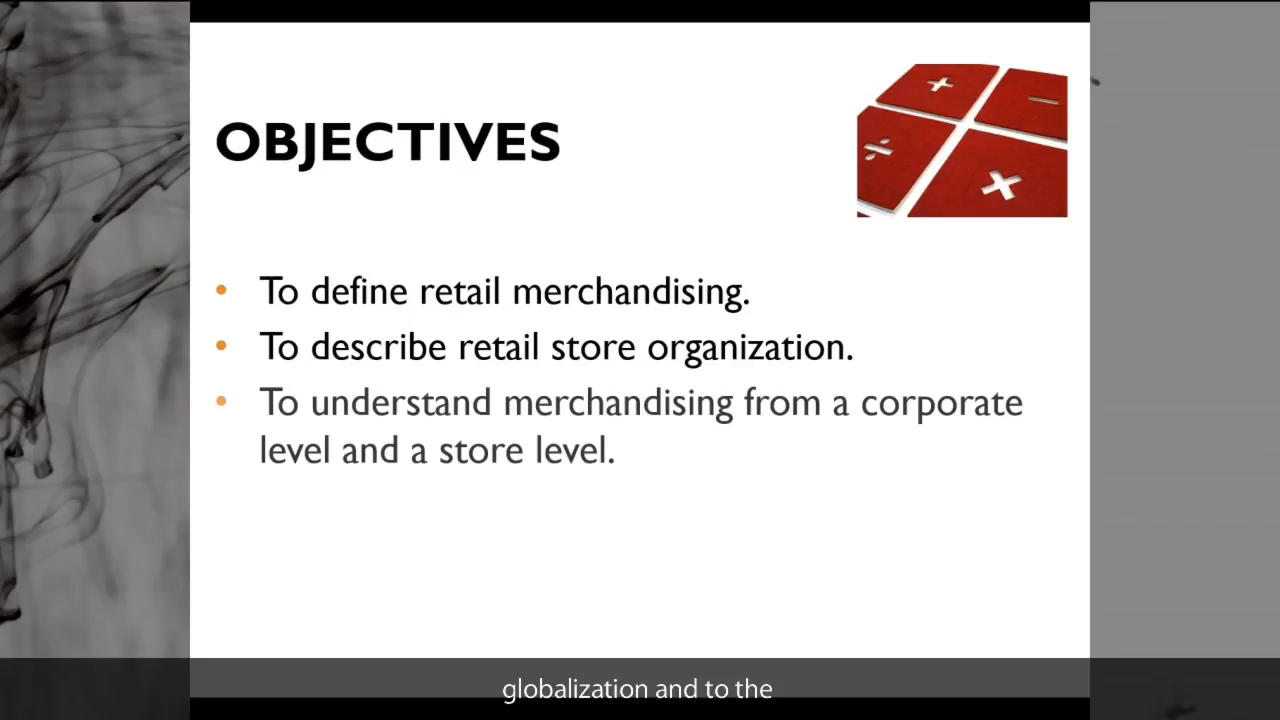 OBJECTIVES
• To define retail merchandising.
• To describe retail store organization.
• To understand merchandising from a corporate
level and a store level.
globalization and to the